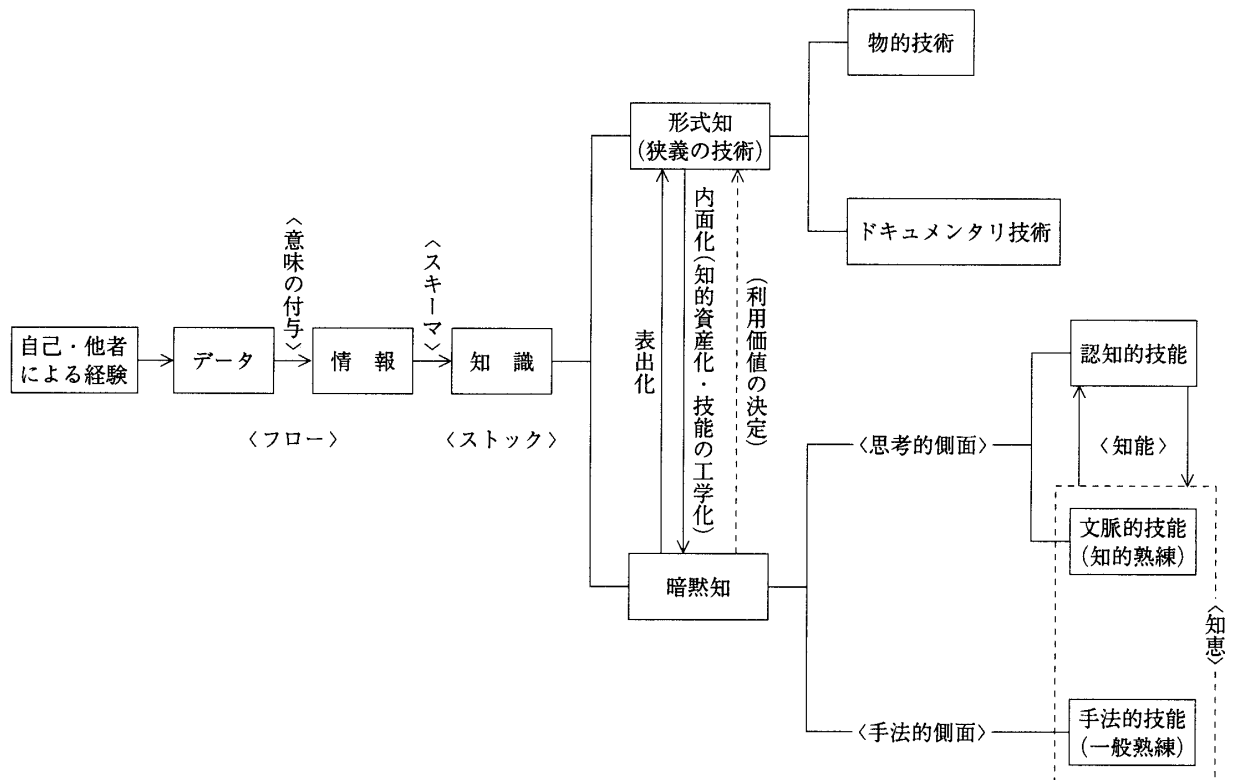 物的技術
形式知
(狭義の技術)
ドキュメンタリ技術
自己・他者
による経験
データ
〈意味の付与〉
情　報
〈スキーマ〉
知　識
〈フロー〉
〈ストック〉
表出化
内面化(知的資産化・技能の工学化)
(利用価値の決定)
暗黙知
〈思考的側面〉
認知的技能
〈知能〉
文脈的技能
(知的熟練)
〈知恵〉
〈手法的側面〉
手法的技能
(一般熟練)